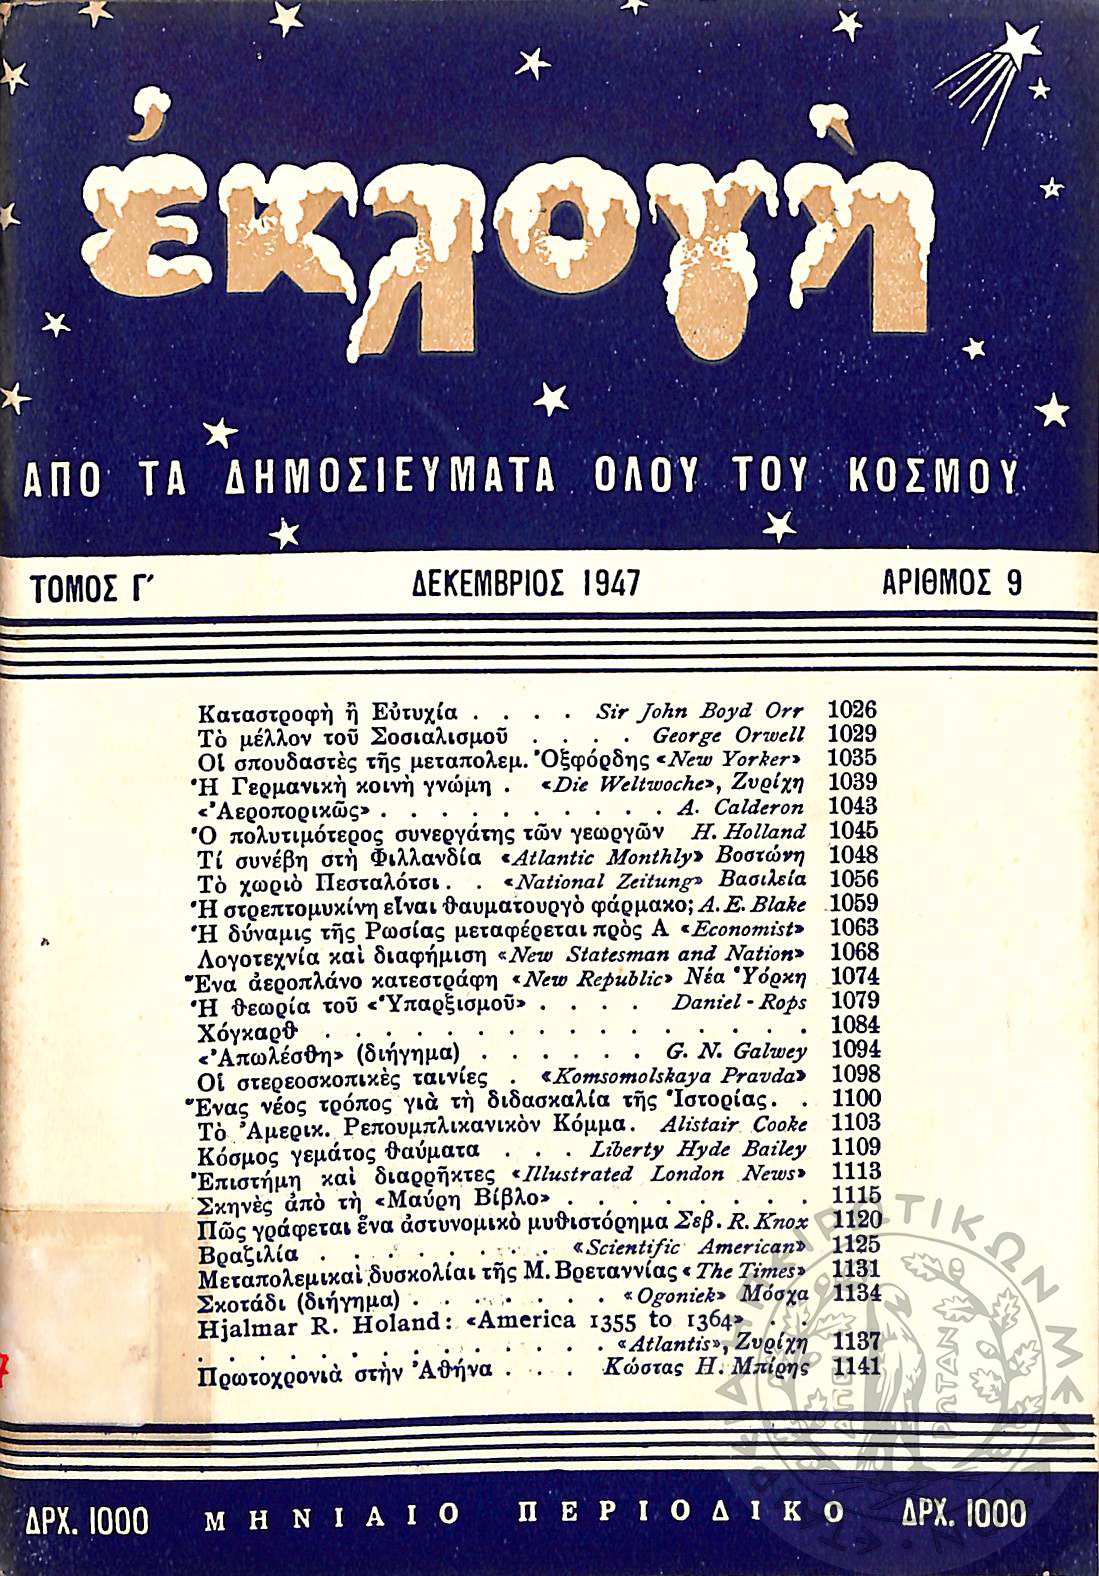 ἐκλογὴ
ΑΠΟ ΤΑ ΔΗΜΟΣΙΕΥΜΑΤΑ ΟΛΟΥ ΤΟΥ ΚΟΣΜΟΥ
ΤΟΜΟΣ Γ′ ΔΕΚΕΜΒΡΙΟΣ 1947 ΑΡΙΘΜΟΣ 9
Καταστροφὴ ἢ Εὐτυχία . . . . Sir John Boyd Orr 1026
Τὸ μέλλον τοῦ Σοσιαλισμοῦ . . . . George Orwell 1029
Οἱ σπουδαστὲς τῆς μεταπολεμ. Ὀξφόρδης «New Yorker» 1035
Ἡ Γερμανικὴ κοινὴ γνώμη . «Die Weltwoche», Ζυρίχη 1039
«Ἀεροπορικῶς» . . . . . . . . . . A. Calderon 1043
Ὁ πολυτιμότερος συνεργάτης τῶν γεωργῶν H. Holland 1045
Τί συνέβη στὴ Φιλλανδία «Atlantic Monthly» Βοστώνη 1048
Τὸ χωριὸ Πεσταλότσι . . «National Zeitung» Βασιλεία 1056
Ἡ στρεπτομυκίνη εἶναι θαυματουργὸ φάρμακο; A. E. Blake 1059
Ἡ δύναμις τῆς Ρωσίας μεταφέρεται πρὸς Α «Economist» 1063
Λογοτεχνία καὶ διαφήμιση «New Statesman and Nation» 1068
Ἕνα ἀεροπλάνο κατεστράφη «New Republic» Νέα Ὑόρκη 1074
Ἡ θεωρία τοῦ «Ὑπαρξισμοῦ» . . . . Daniel - Rops 1079
Χόγκαρθ . . . . . . . . . . . . . . . 1084
«Ἀπωλέσθη» (διήγημα) . . . . . . G. N. Galwey 1094
Οἱ στερεοσκοπικὲς ταινίες . «Komsomolskaya Pravda» 1098
Ἕνας νέος τρόπος γιὰ τὴ διδασκαλία τῆς Ἱστορίας. . 1100
Τὸ Ἀμερικ. Ρεπουμπλικανικὸν Κόμμα. Alistair Cooke 1103
Κόσμος γεμάτος θαύματα . . . Liberty Hyde Bailey 1109
Ἐπιστήμη καὶ διαρρῆκτες «Illustrated London News» 1113
Σκηνὲς ἀπὸ τὴ «Μαύρη Βίβλο» . . . . . . . . 1115
Πῶς γράφεται ἕνα ἀστυνομικὸ μυθιστόρημα Σεβ. R. Knox 1120
Βραζιλία . . . . . . . . «Scientific American» 1125
Μεταπολεμικαὶ δυσκολίαι τῆς Μ. Βρεταννίας «The Times» 1131
Σκοτάδι (διήγημα) . . . . . . . «Ogoniek» Μόσχα 1134
Hjalmar R. Holand: «America 1355 to 1364» . .
. . . . . . . . . . . . . «Atlantis», Ζυρίχη 1137
Πρωτοχρονιὰ στὴν Ἀθήνα . . . Κώστας Η. Μπίρης 1141
ΔΡΧ. 1000 ΜΗΝΙΑΙΟ ΠΕΡΙΟΔΙΚΟ ΔΡΧ. 1000